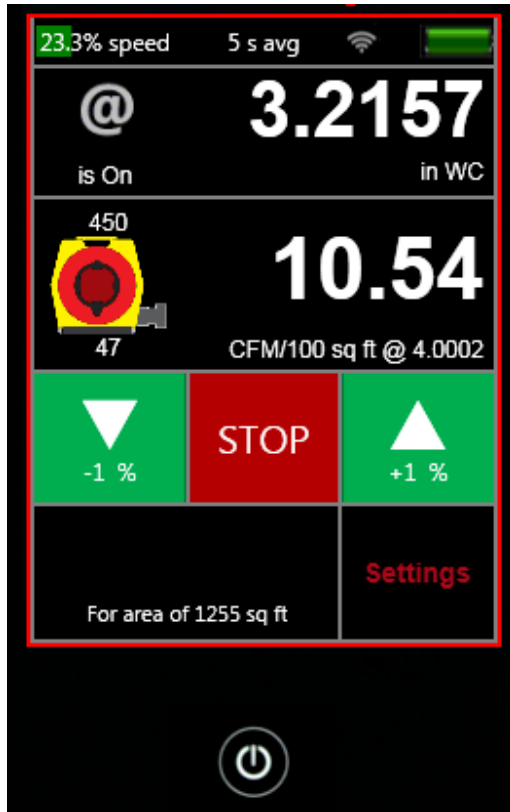 23.3% speed 5 s avg
@ 3.2157
is On in WC
450
10.54
47 CFM/100 sq ft @ 4.0002
-1 % STOP +1 %
Settings
For area of 1255 sq ft